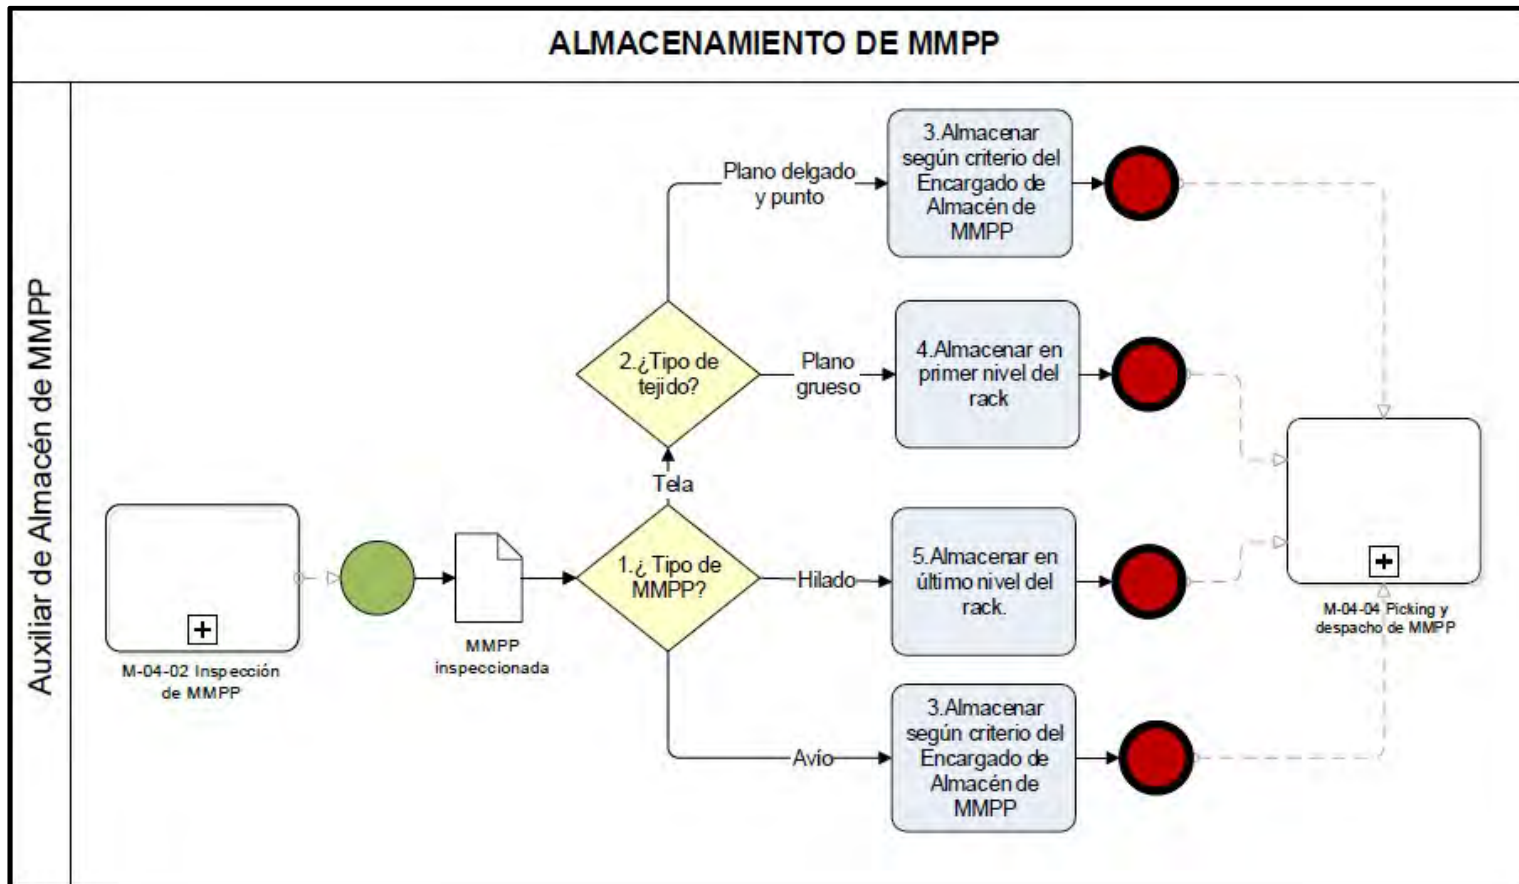 ALMACENAMIENTO DE MMPP
Auxiliar de Almacén de MMPP
M-04-02 Inspección
de MMPP
MMPP
inspeccionada
1.¿ Tipo de
MMPP?
Tela
2.¿Tipo de
tejido?
Plano delgado
y punto
3.Almacenar
según criterio del
Encargado de
Almacén de
MMPP
Plano
grueso
4.Almacenar en
primer nivel del
rack
Hilado
5.Almacenar en
último nivel del
rack.
Avío
3.Almacenar
según criterio del
Encargado de
Almacén de
MMPP
M-04-04 Picking y
despacho de MMPP